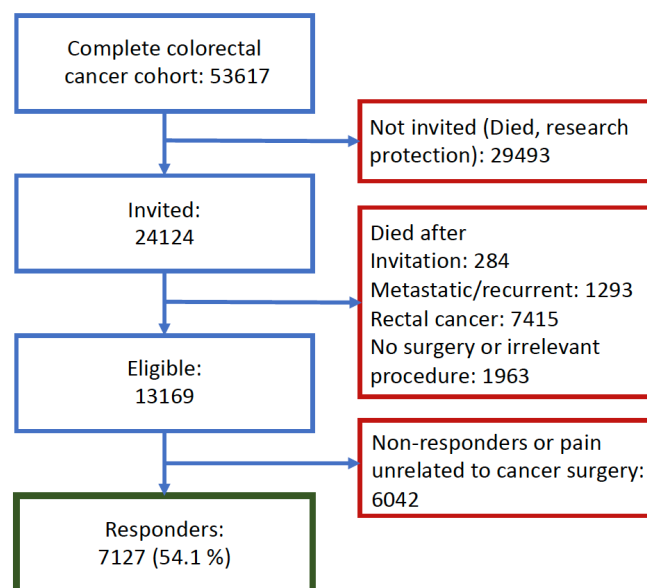 Complete colorectal
cancer cohort: 53617
Not invited (Died, research
protection): 29493
Invited:
24124
Died after
Invitation: 284
Metastatic/recurrent: 1293
Rectal cancer: 7415
No surgery or irrelevant
procedure: 1963
Eligible:
13169
Non-responders or pain
unrelated to cancer surgery:
6042
Responders:
7127 (54.1 %)